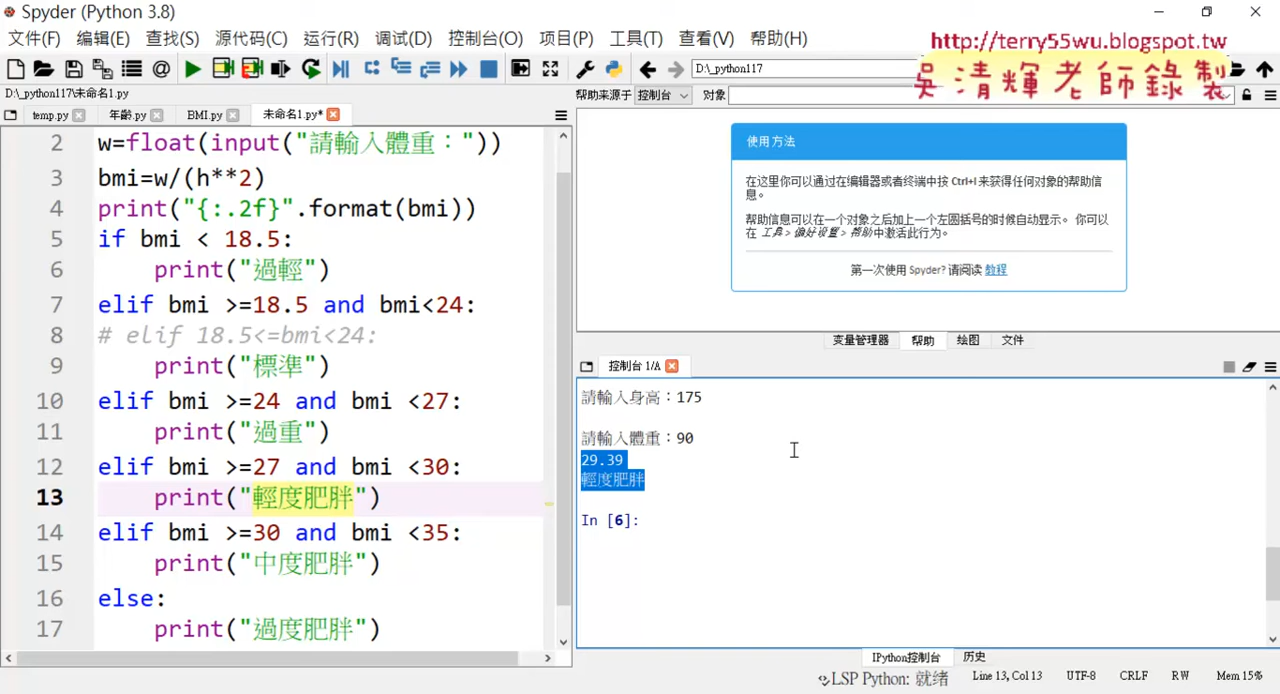 Spyder (Python 3.8)
http://terry55wu.blogspot.tw
吳清輝老師錄製
文件(F) 编辑(E) 查找(S) 源代码(C) 运行(R) 调试(D) 控制台(O) 项目(P) 工具(T) 查看(V) 帮助(H)
D:\_python117
D:\_python117\未命名1.py
帮助来源于 控制台 对象
temp.py 年齡.py BMI.py 未命名1.py*
2 w=float(input("請輸入體重："))
3 bmi=w/(h**2)
4 print("{:.2f}".format(bmi))
5 if bmi < 18.5:
6 print("過輕")
7 elif bmi >=18.5 and bmi<24:
8 # elif 18.5<=bmi<24:
9 print("標準")
10 elif bmi >=24 and bmi <27:
11 print("過重")
12 elif bmi >=27 and bmi <30:
13 print("輕度肥胖")
14 elif bmi >=30 and bmi <35:
15 print("中度肥胖")
16 else:
17 print("過度肥胖")
使用方法
在这里你可以通过在编辑器或者终端中按 Ctrl+I 来获得任何对象的帮助信
息。
帮助信息可以在一个对象之后加上一个左圆括号的时候自动显示。 你可以
在 工具 > 偏好设置 > 帮助中激活此行为。
第一次使用 Spyder? 请阅读 教程
变量管理器 帮助 绘图 文件
控制台 1/A
請輸入身高：175
請輸入體重：90
29.39
輕度肥胖
In [6]:
IPython控制台 历史
LSP Python: 就绪 Line 13, Col 13 UTF-8 CRLF RW Mem 15%